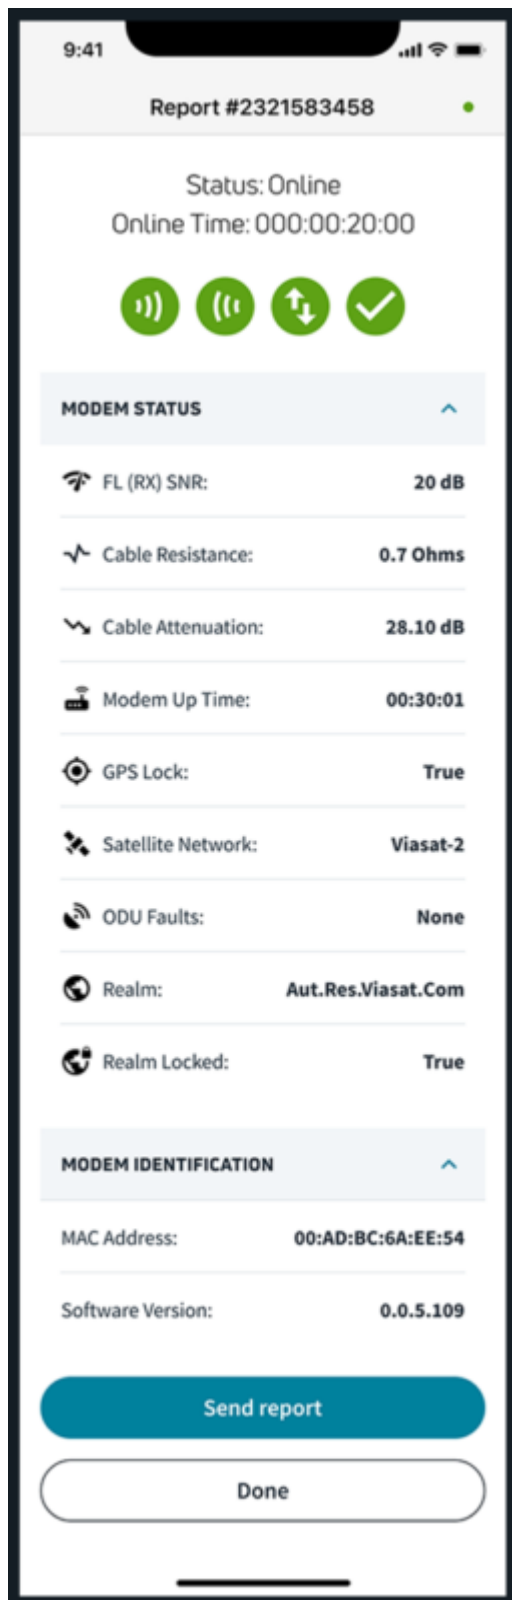 9:41
Report #2321583458
Status: Online
Online Time: 000:00:20:00
MODEM STATUS
FL (RX) SNR: 20 dB
Cable Resistance: 0.7 Ohms
Cable Attenuation: 28.10 dB
Modem Up Time: 00:30:01
GPS Lock: True
Satellite Network: Viasat-2
ODU Faults: None
Realm: Aut.Res.Viasat.Com
Realm Locked: True
MODEM IDENTIFICATION
MAC Address: 00:AD:BC:6A:EE:54
Software Version: 0.0.5.109
Send report
Done